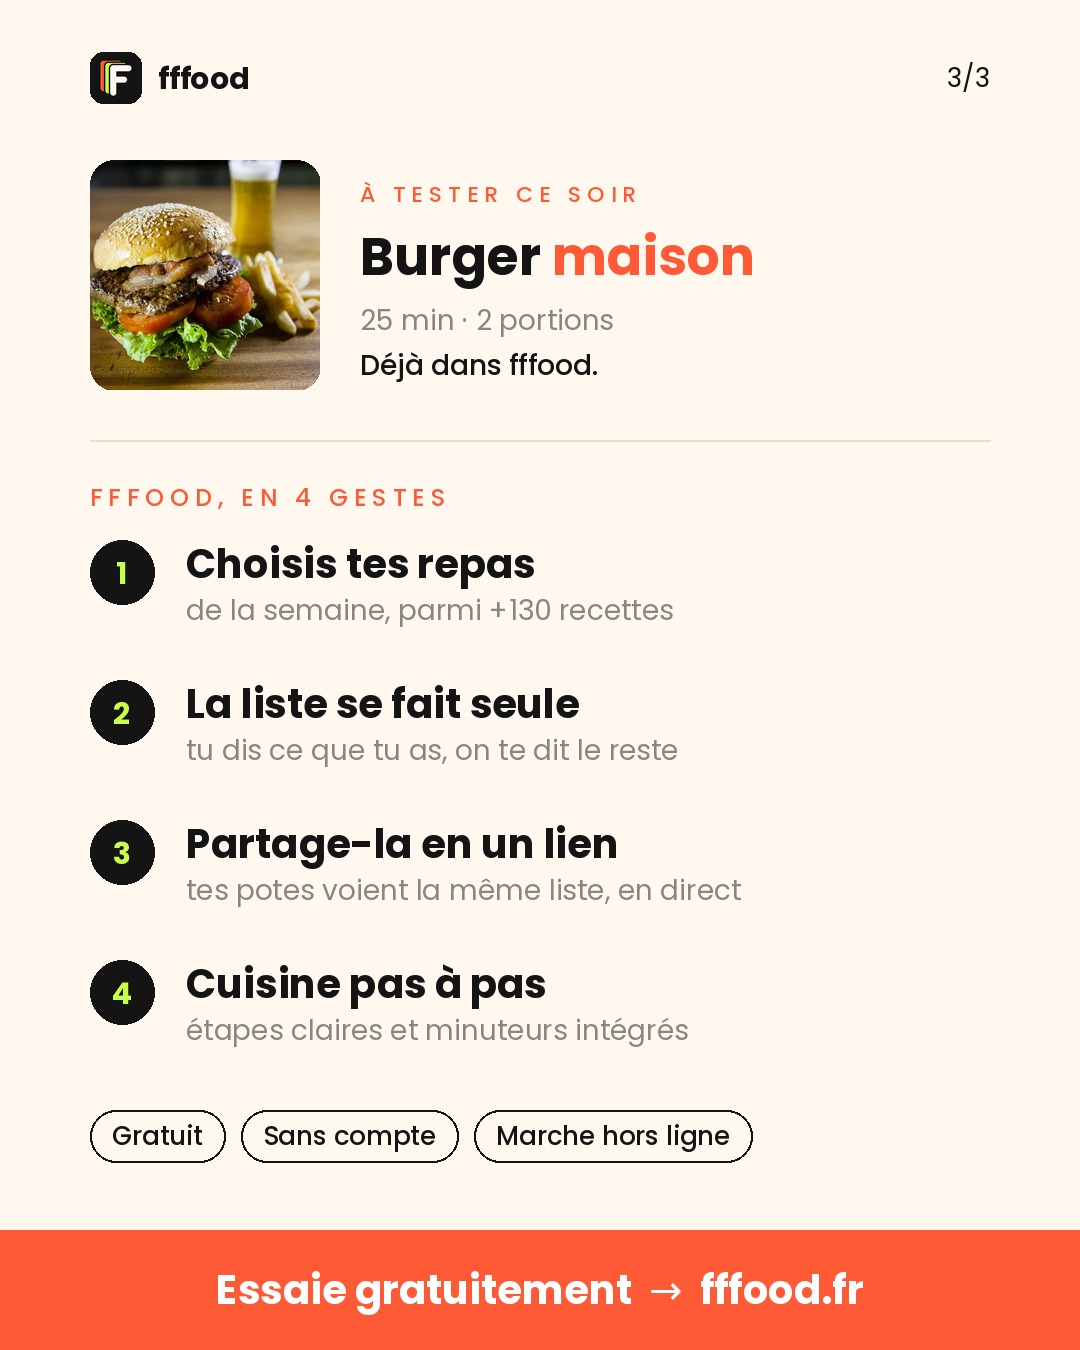 fffood
3/3
À TESTER CE SOIR
Burger maison
25 min · 2 portions
Déjà dans fffood.
FFFOOD, EN 4 GESTES
1
Choisis tes repas
de la semaine, parmi +130 recettes
2
La liste se fait seule
tu dis ce que tu as, on te dit le reste
3
Partage-la en un lien
tes potes voient la même liste, en direct
4
Cuisine pas à pas
étapes claires et minuteurs intégrés
Gratuit
Sans compte
Marche hors ligne
Essaie gratuitement → fffood.fr